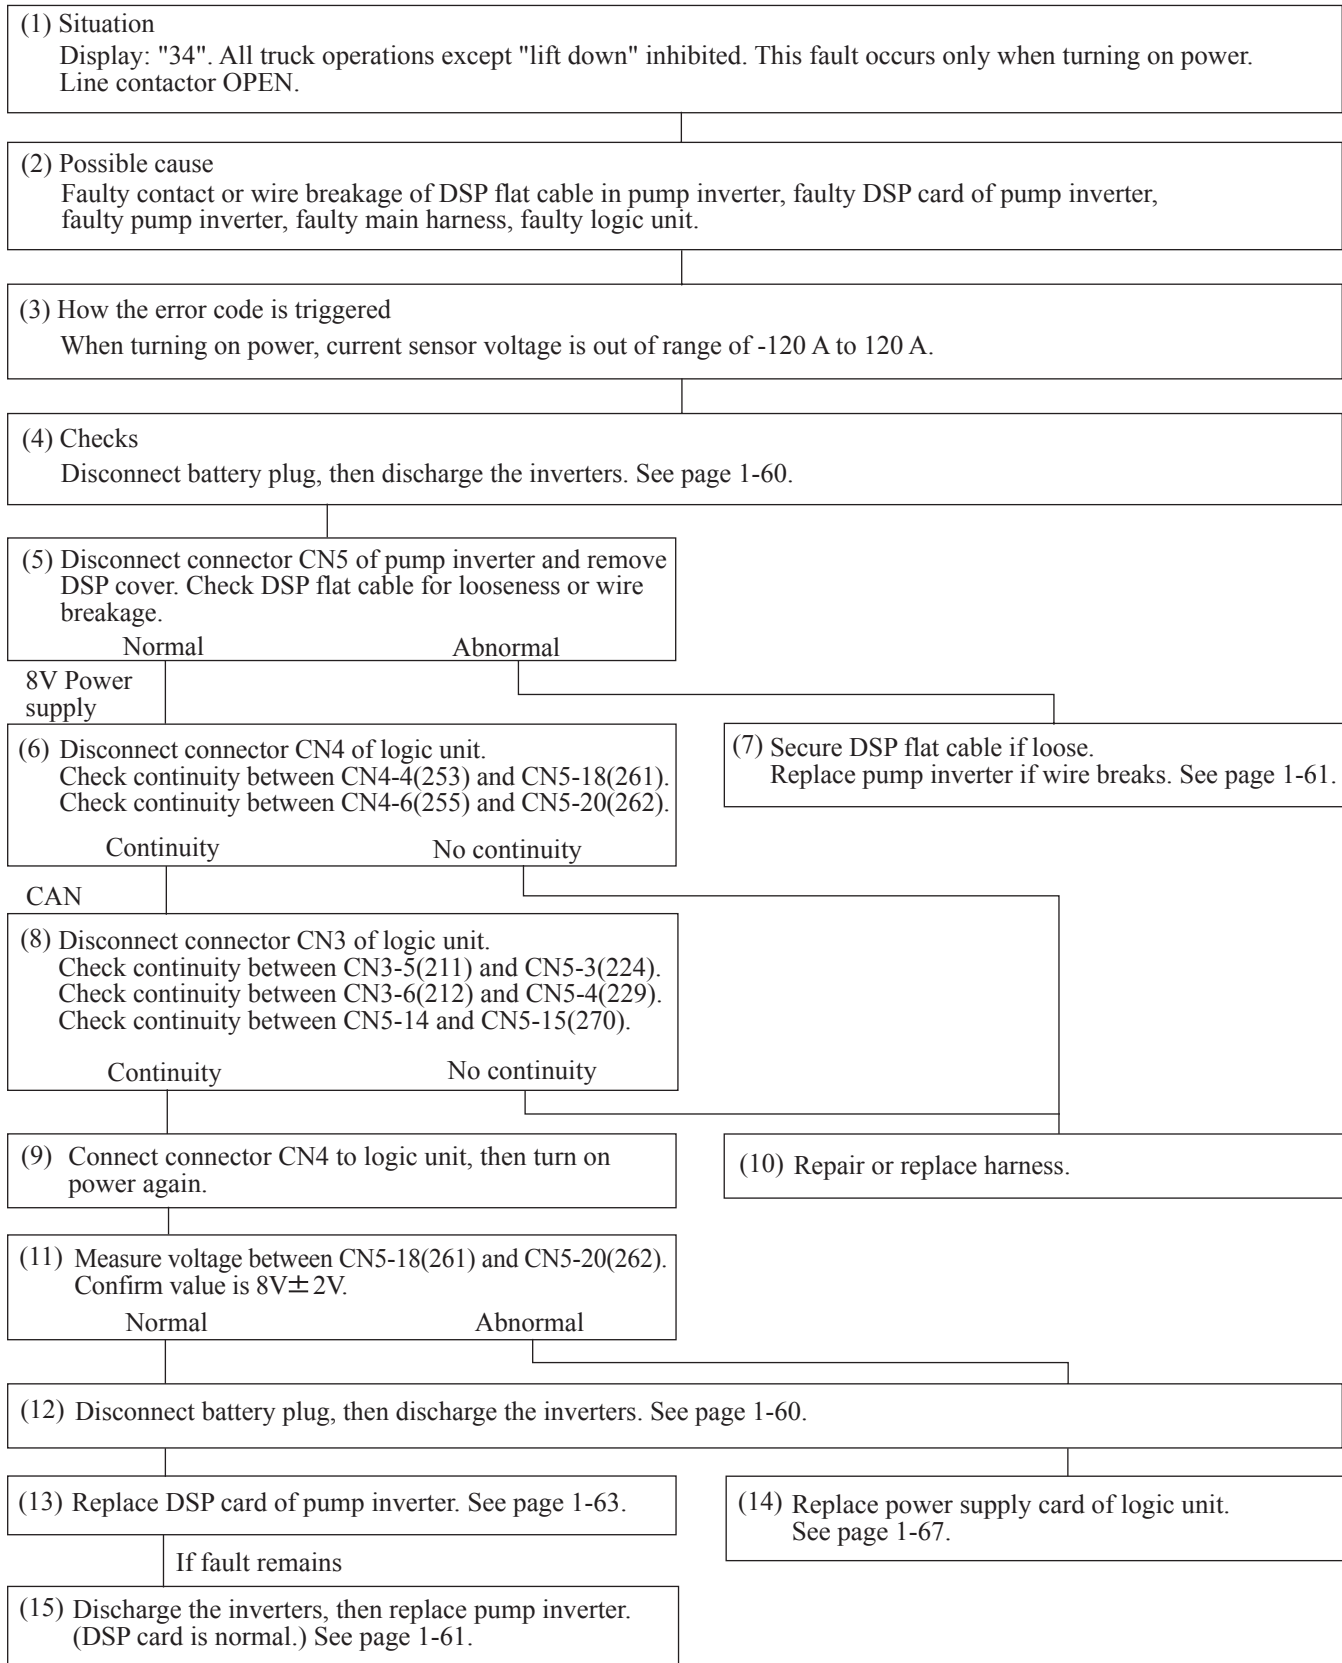 (1) Situation
Display: "34". All truck operations except "lift down" inhibited. This fault occurs only when turning on power.
Line contactor OPEN.
(2) Possible cause
Faulty contact or wire breakage of DSP flat cable in pump inverter, faulty DSP card of pump inverter,
faulty pump inverter, faulty main harness, faulty logic unit.
(3) How the error code is triggered
When turning on power, current sensor voltage is out of range of -120 A to 120 A.
(4) Checks
Disconnect battery plug, then discharge the inverters. See page 1-60.
(5) Disconnect connector CN5 of pump inverter and remove
DSP cover. Check DSP flat cable for looseness or wire
breakage.
Normal Abnormal
8V Power
supply
(6) Disconnect connector CN4 of logic unit.
Check continuity between CN4-4(253) and CN5-18(261).
Check continuity between CN4-6(255) and CN5-20(262).
Continuity No continuity
(7) Secure DSP flat cable if loose.
Replace pump inverter if wire breaks. See page 1-61.
CAN
(8) Disconnect connector CN3 of logic unit.
Check continuity between CN3-5(211) and CN5-3(224).
Check continuity between CN3-6(212) and CN5-4(229).
Check continuity between CN5-14 and CN5-15(270).
Continuity No continuity
(9) Connect connector CN4 to logic unit, then turn on
power again.
(10) Repair or replace harness.
(11) Measure voltage between CN5-18(261) and CN5-20(262).
Confirm value is 8V±2V.
Normal Abnormal
(12) Disconnect battery plug, then discharge the inverters. See page 1-60.
(13) Replace DSP card of pump inverter. See page 1-63.
(14) Replace power supply card of logic unit.
See page 1-67.
If fault remains
(15) Discharge the inverters, then replace pump inverter.
(DSP card is normal.) See page 1-61.